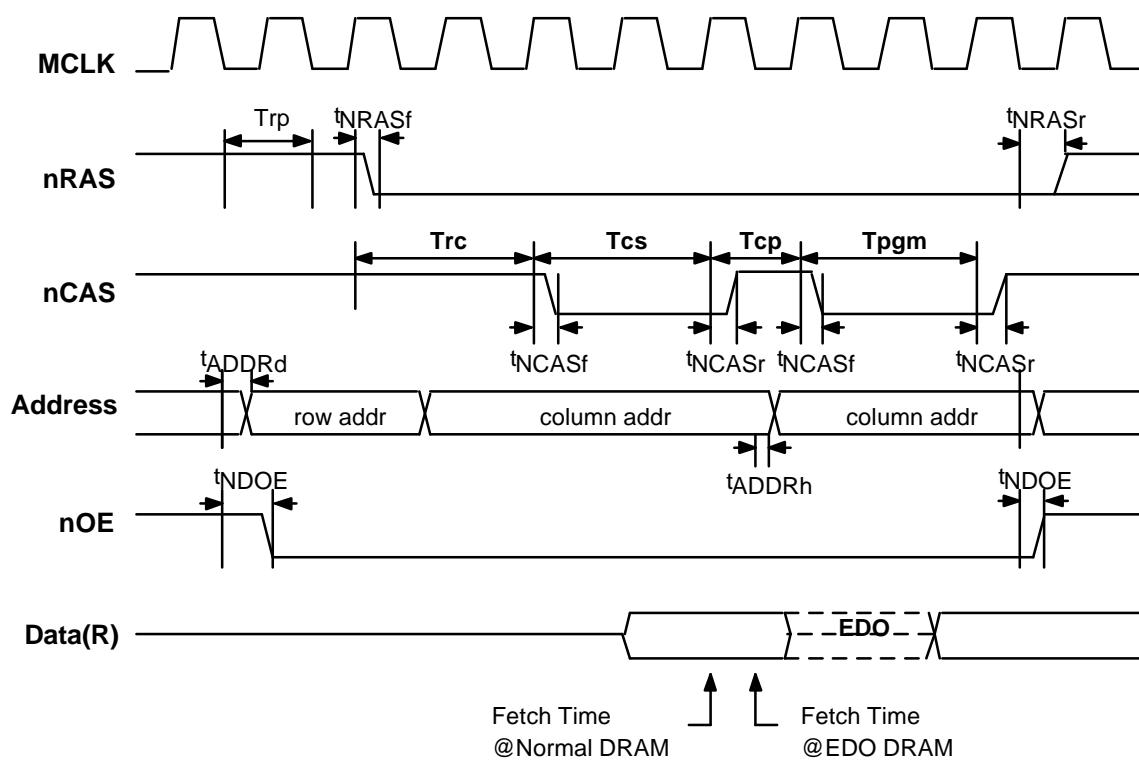 MCLK
Trp
tNRASf
tNRASr
nRAS
Trc
Tcs
Tcp
Tpgm
nCAS
tNCASf
tNCASr
tNCASf
tNCASr
tADDRd
Address
row addr
column addr
column addr
tADDRh
tNDOE
tNDOE
nOE
Data(R)
EDO
Fetch Time
@Normal DRAM
Fetch Time
@EDO DRAM